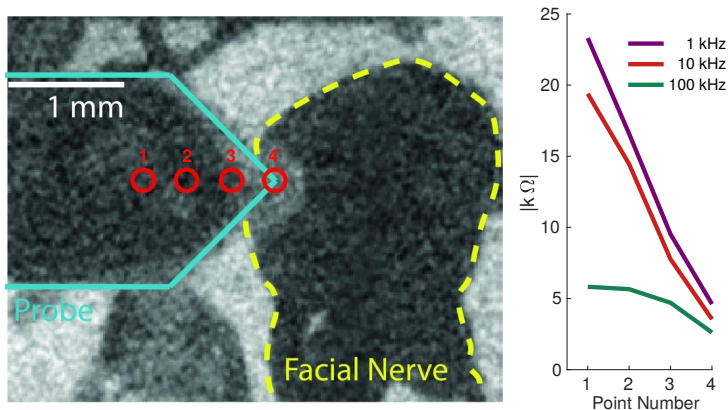 1 mm
1 2 3 4
Probe
Facial Nerve
25
20
15
10
5
0
|k Ω|
1 kHz
10 kHz
100 kHz
1 2 3 4
Point Number